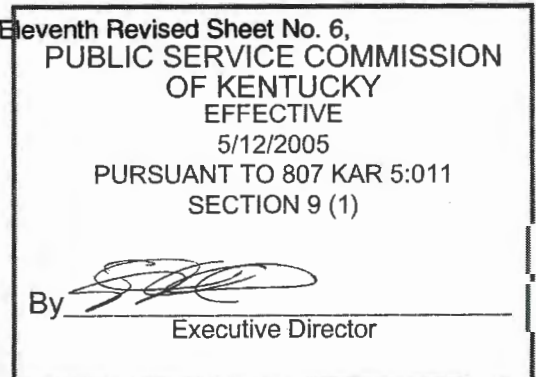 Eleventh Revised Sheet No. 6,
PUBLIC SERVICE COMMISSION
OF KENTUCKY
EFFECTIVE
5/12/2005
PURSUANT TO 807 KAR 5:011
SECTION 9 (1)
By
Executive Director